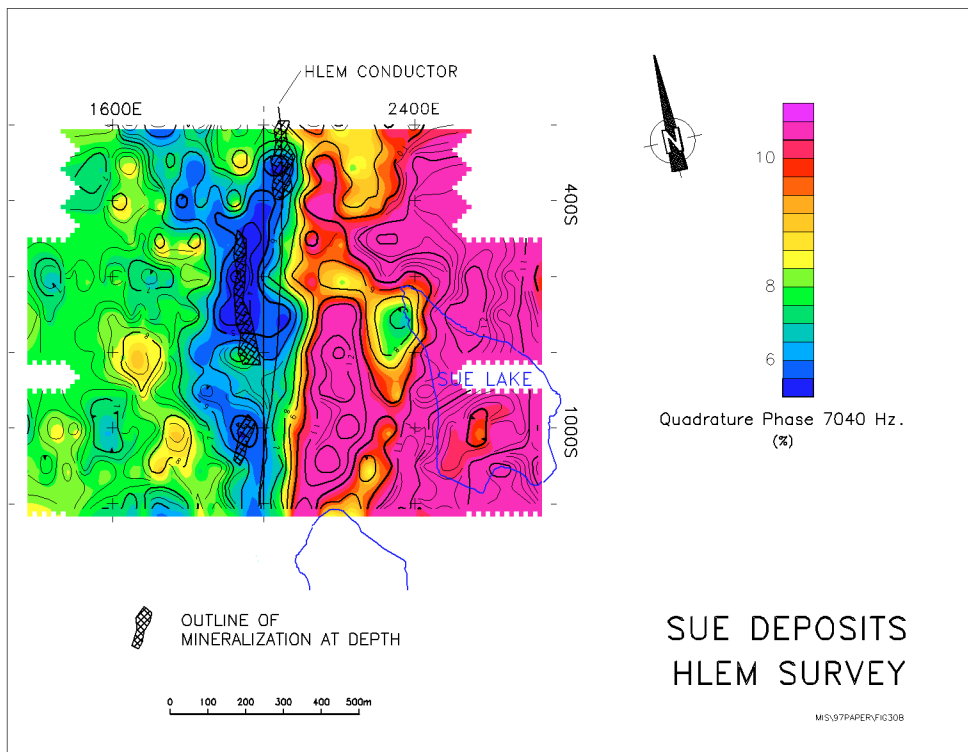 HLEM CONDUCTOR
1600E
2400E
N
10
8
6
400S
1000S
SUE LAKE
Quadrature Phase 7040 Hz.
(%)
OUTLINE OF
MINERALIZATION AT DEPTH
0 100 200 300 400 500m
SUE DEPOSITS
HLEM SURVEY
MIS\97PAPER\FIG30B